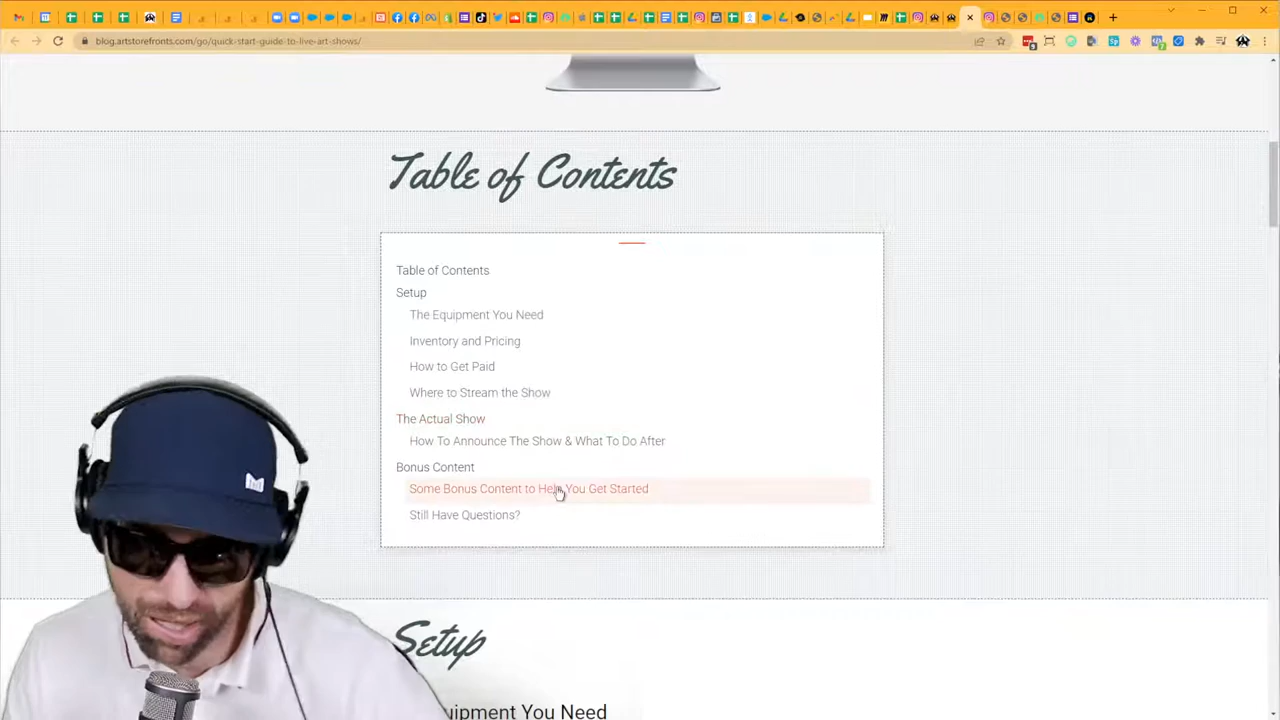 blog.artstorefronts.com/go/quick-start-guide-to-live-art-shows/
Table of Contents
Table of Contents
Setup
The Equipment You Need
Inventory and Pricing
How to Get Paid
Where to Stream the Show
The Actual Show
How To Announce The Show & What To Do After
Bonus Content
Some Bonus Content to Help You Get Started
Still Have Questions?
Setup
uipment You Need